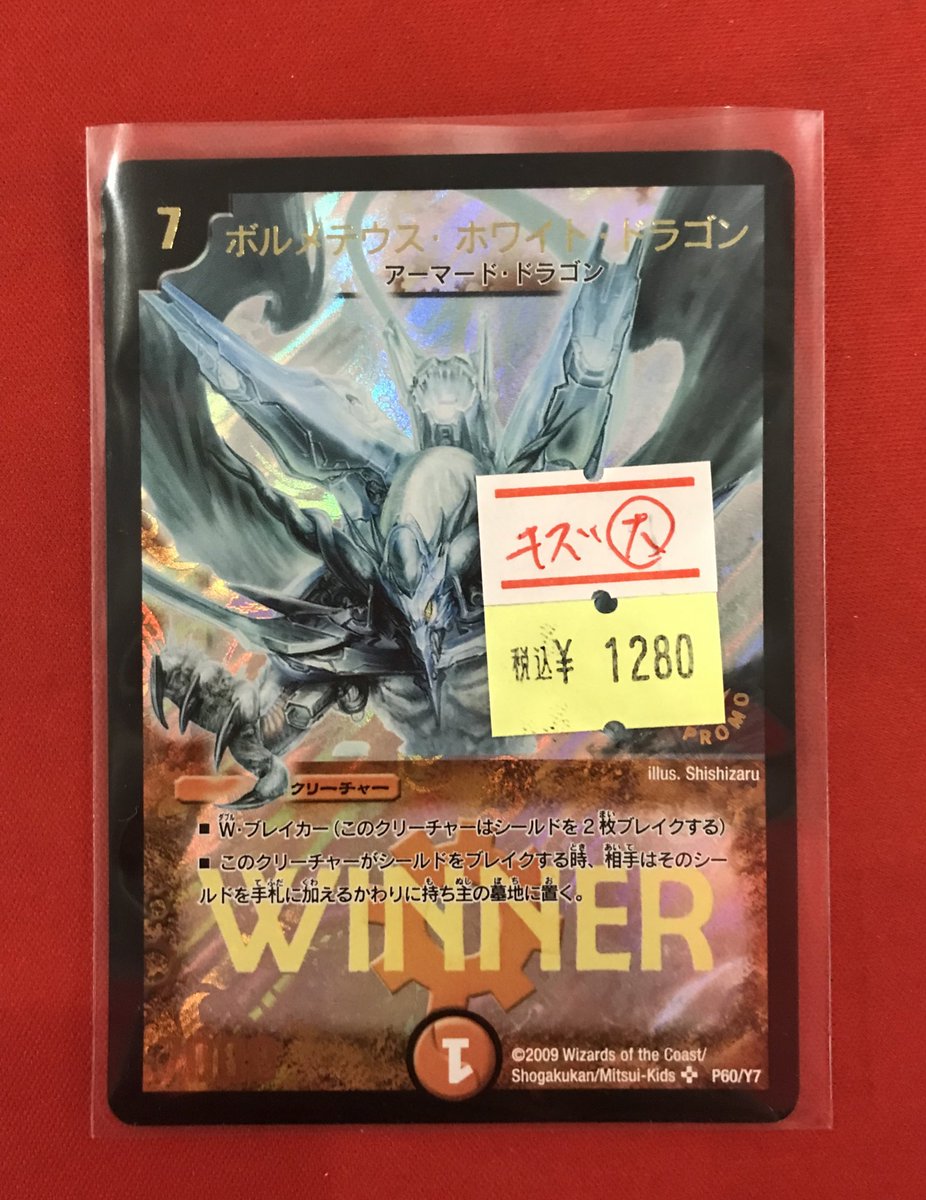 7
ボルメテウス・ホワイト・ドラゴン
アーマード・ドラゴン
キズ 大
税込¥ 1280
PROMO
illus. Shishizaru
クリーチャー
■ W・ブレイカー(このクリーチャーはシールドを2枚ブレイクする)
■ このクリーチャーがシールドをブレイクする時、相手はそのシー
ルドを手札に加えるかわりに持ち主の墓地に置く。
WINNER
1
©2009 Wizards of the Coast/
Shogakukan/Mitsui-Kids P60/Y7